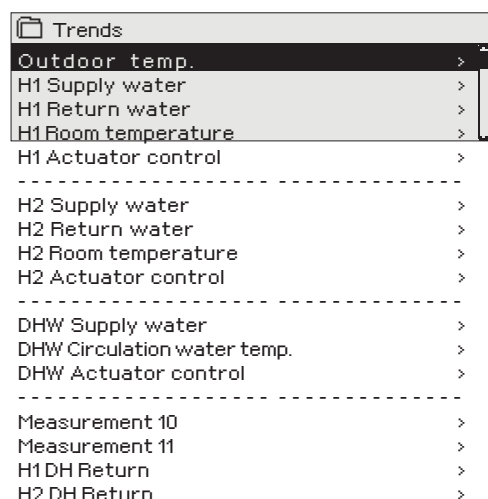 Trends
Outdoor temp. >
H1 Supply water >
H1 Return water >
H1 Room temperature >
H1 Actuator control >
- - - - - - - - - - - - - - - - - - - - - - - - - - - - - - - - -
H2 Supply water >
H2 Return water >
H2 Room temperature >
H2 Actuator control >
- - - - - - - - - - - - - - - - - - - - - - - - - - - - - - - - -
DHW Supply water >
DHW Circulation water temp. >
DHW Actuator control >
- - - - - - - - - - - - - - - - - - - - - - - - - - - - - - - - -
Measurement 10 >
Measurement 11 >
H1 DH Return >
H2 DH Return >